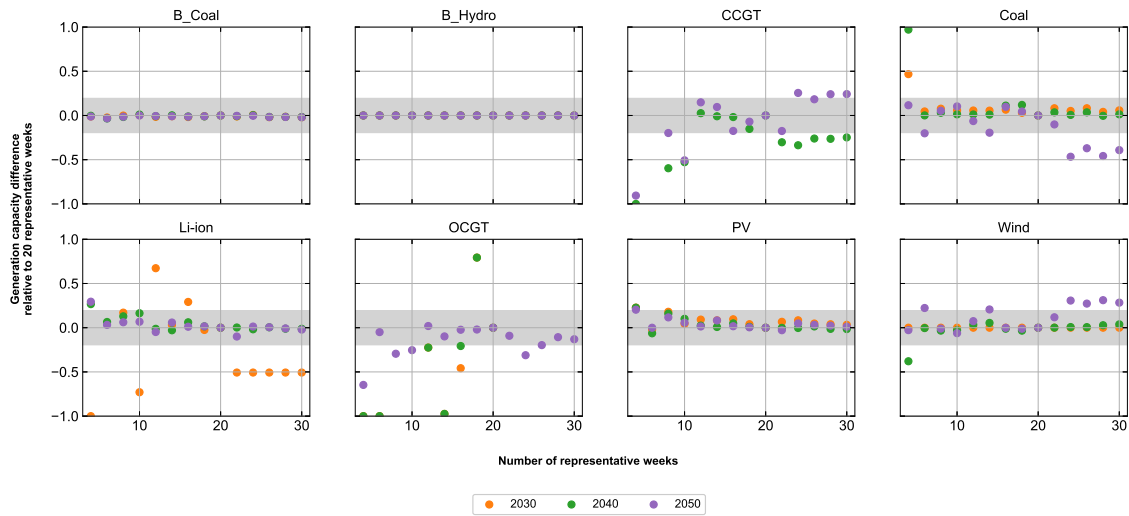 B_Coal
B_Hydro
CCGT
Coal
1.0
0.5
0.0
−0.5
−1.0
Li-ion
OCGT
PV
Wind
1.0
0.5
0.0
−0.5
−1.0
10 20 30
10 20 30
10 20 30
10 20 30
Generation capacity difference
relative to 20 representative weeks
Number of representative weeks
2030 2040 2050